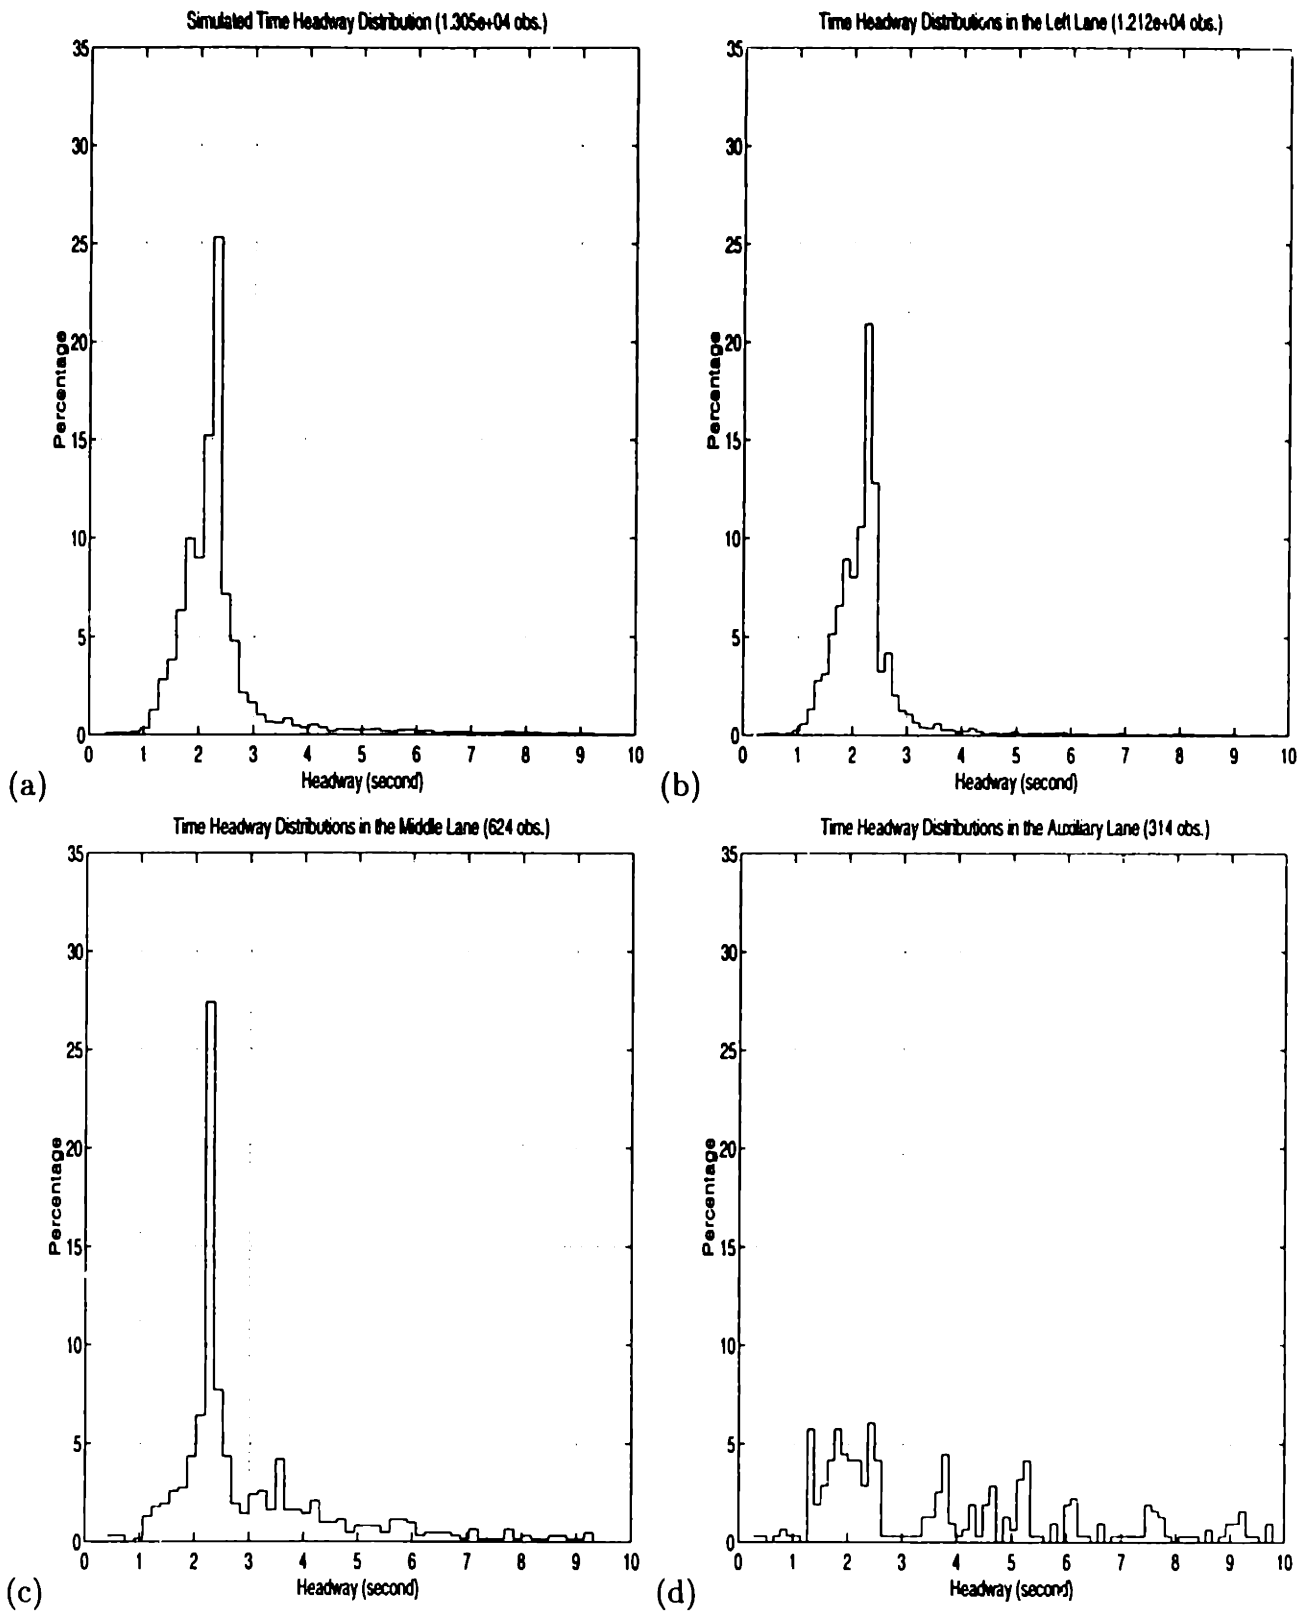 Simulated Time Headway Distribution (1.305e+04 obs.)
35
30
25
20
15
10
5
0
Percentage
0 1 2 3 4 5 6 7 8 9 10
Headway (second)
(a)
Time Headway Distributions in the Left Lane (1.212e+04 obs.)
35
30
25
20
15
10
5
0
Percentage
0 1 2 3 4 5 6 7 8 9 10
Headway (second)
(b)
Time Headway Distributions in the Middle Lane (624 obs.)
35
30
25
20
15
10
5
0
Percentage
0 1 2 3 4 5 6 7 8 9 10
Headway (second)
(c)
Time Headway Distributions in the Auxiliary Lane (314 obs.)
35
30
25
20
15
10
5
0
Percentage
0 1 2 3 4 5 6 7 8 9 10
Headway (second)
(d)